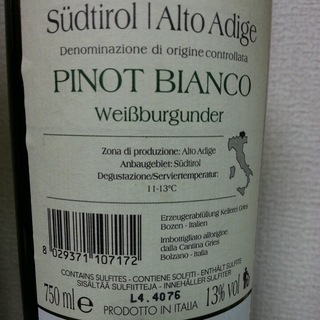 Südtirol | Alto Adige
Denominazione di origine controllata
PINOT BIANCO
Weißburgunder
Zona di produzione: Alto Adige
Anbaugebiet: Südtirol
Degustazione/Serviertemperatur:
11-13°C
Erzeugerabfüllung Kellerei Gries
Bozen - Italien
Imbottigliato all'origine
dalla Cantina Gries
Bolzano - Italia
8 029371 107172
CONTAINS SULFITES - CONTIENE SOLFITI - ENTHÄLT SULFITE
SISÄLTÄÄ SULFIITTEJA - INNEHÅLLER SULFITER
L4.4076
750 ml e 13% vol
PRODOTTO IN ITALIA